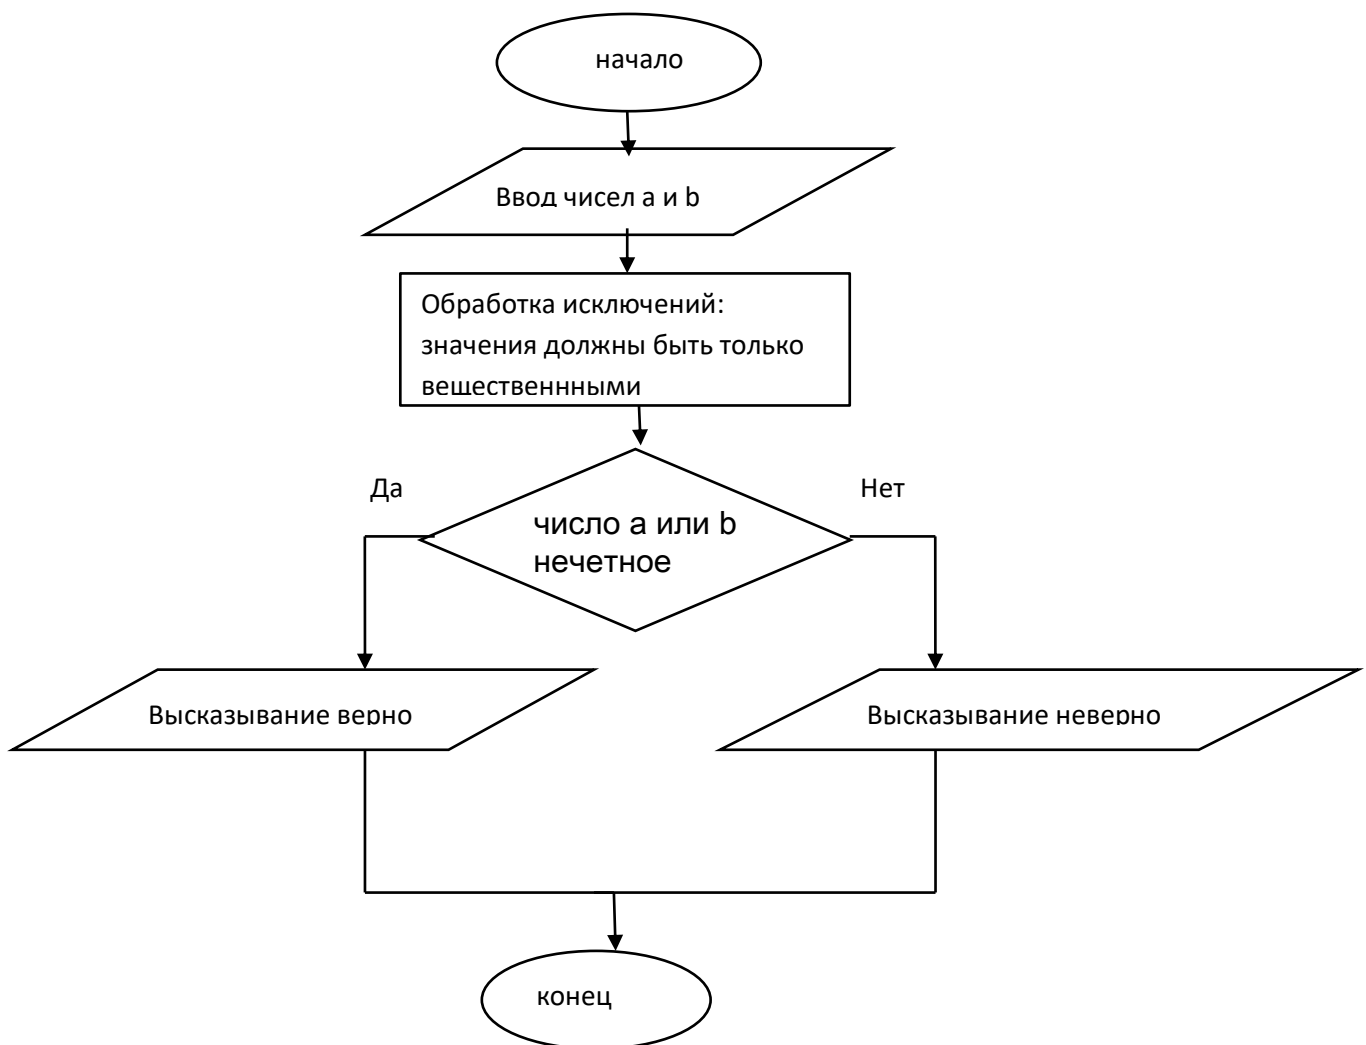 начало
Ввод чисел a и b
Обработка исключений:
значения должны быть только
вещественнными
Да
Нет
число a или b
нечетное
Высказывание верно
Высказывание неверно
конец